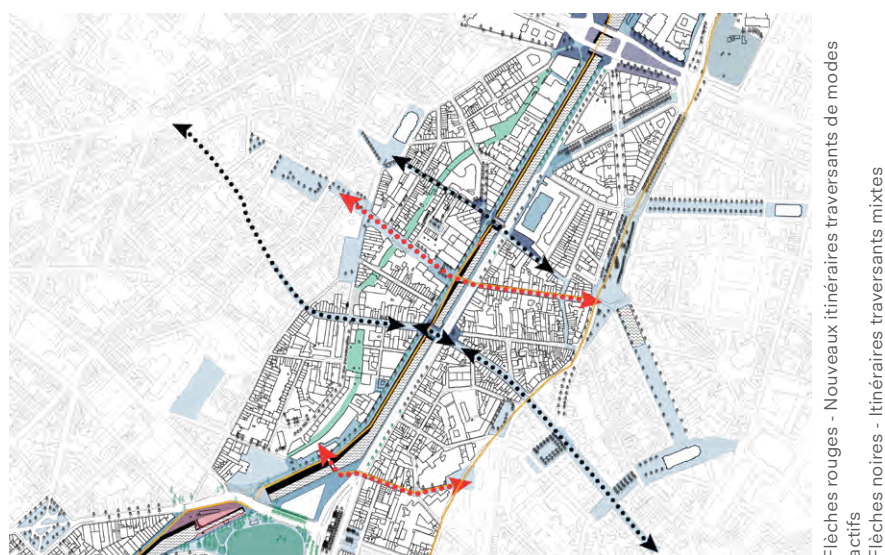 Flèches rouges - Nouveaux itinéraires traversants de modes
actifs
Flèches noires - Itinéraires traversants mixtes